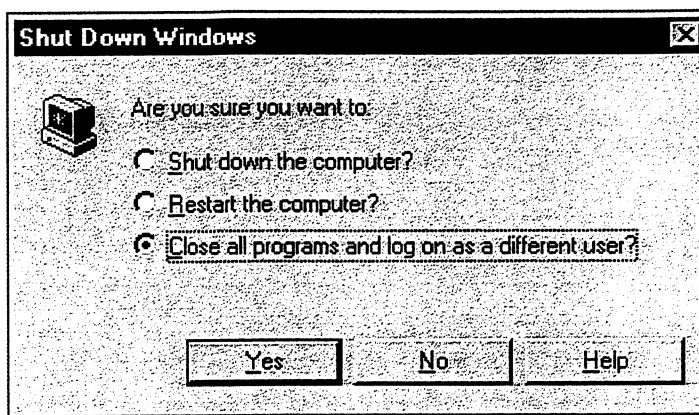 Shut Down Windows
Are you sure you want to:
Shut down the computer?
Restart the computer?
Close all programs and log on as a different user?
Yes No Help